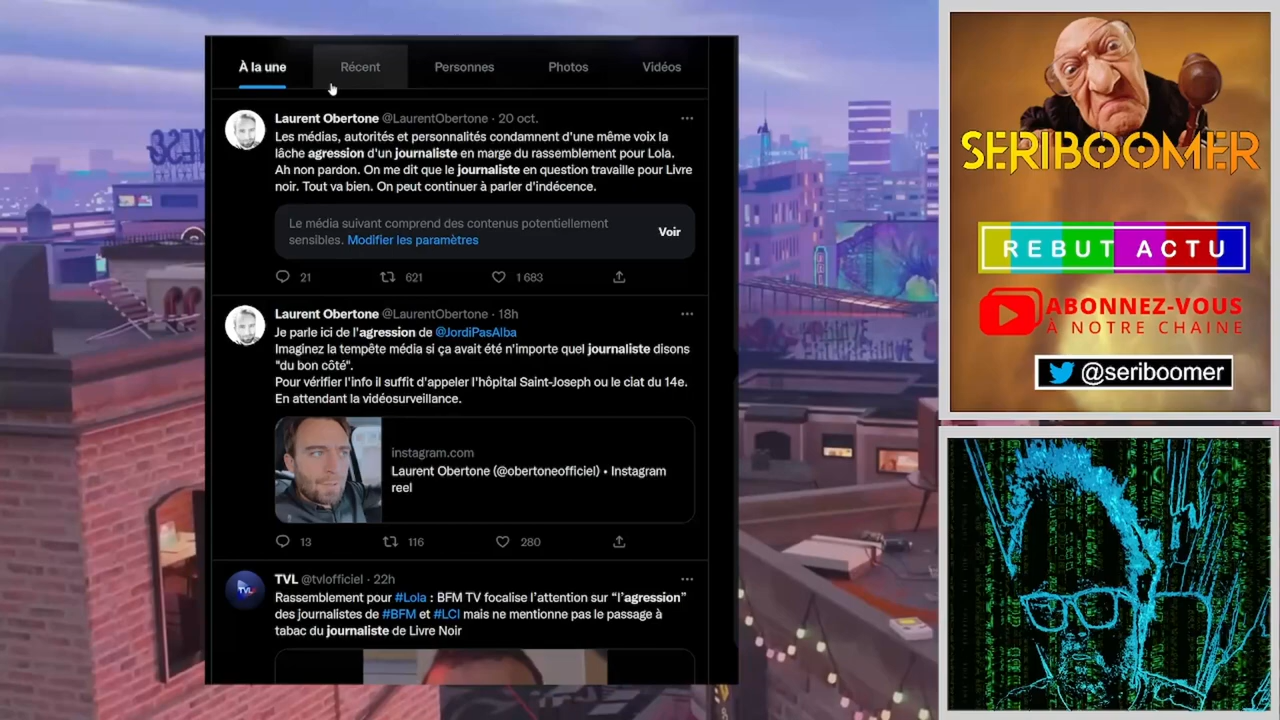 À la une
Récent
Personnes
Photos
Vidéos
Laurent Obertone @LaurentObertone · 20 oct.
Les médias, autorités et personnalités condamnent d'une même voix la
lâche agression d'un journaliste en marge du rassemblement pour Lola.
Ah non pardon. On me dit que le journaliste en question travaille pour Livre
noir. Tout va bien. On peut continuer à parler d'indécence.
Le média suivant comprend des contenus potentiellement
sensibles. Modifier les paramètres
Voir
21
621
1 683
Laurent Obertone @LaurentObertone · 18h
Je parle ici de l'agression de @JordiPasAlba
Imaginez la tempête média si ça avait été n'importe quel journaliste disons
"du bon côté".
Pour vérifier l'info il suffit d'appeler l'hôpital Saint-Joseph ou le ciat du 14e.
En attendant la vidéosurveillance.
instagram.com
Laurent Obertone (@obertoneofficiel) • Instagram
reel
13
116
280
TVL @tvlofficiel · 22h
Rassemblement pour #Lola : BFM TV focalise l'attention sur "l'agression"
des journalistes de #BFM et #LCI mais ne mentionne pas le passage à
tabac du journaliste de Livre Noir
TVL
SERIBOOMER
REBUT ACTU
ABONNEZ-VOUS
À NOTRE CHAINE
@seriboomer